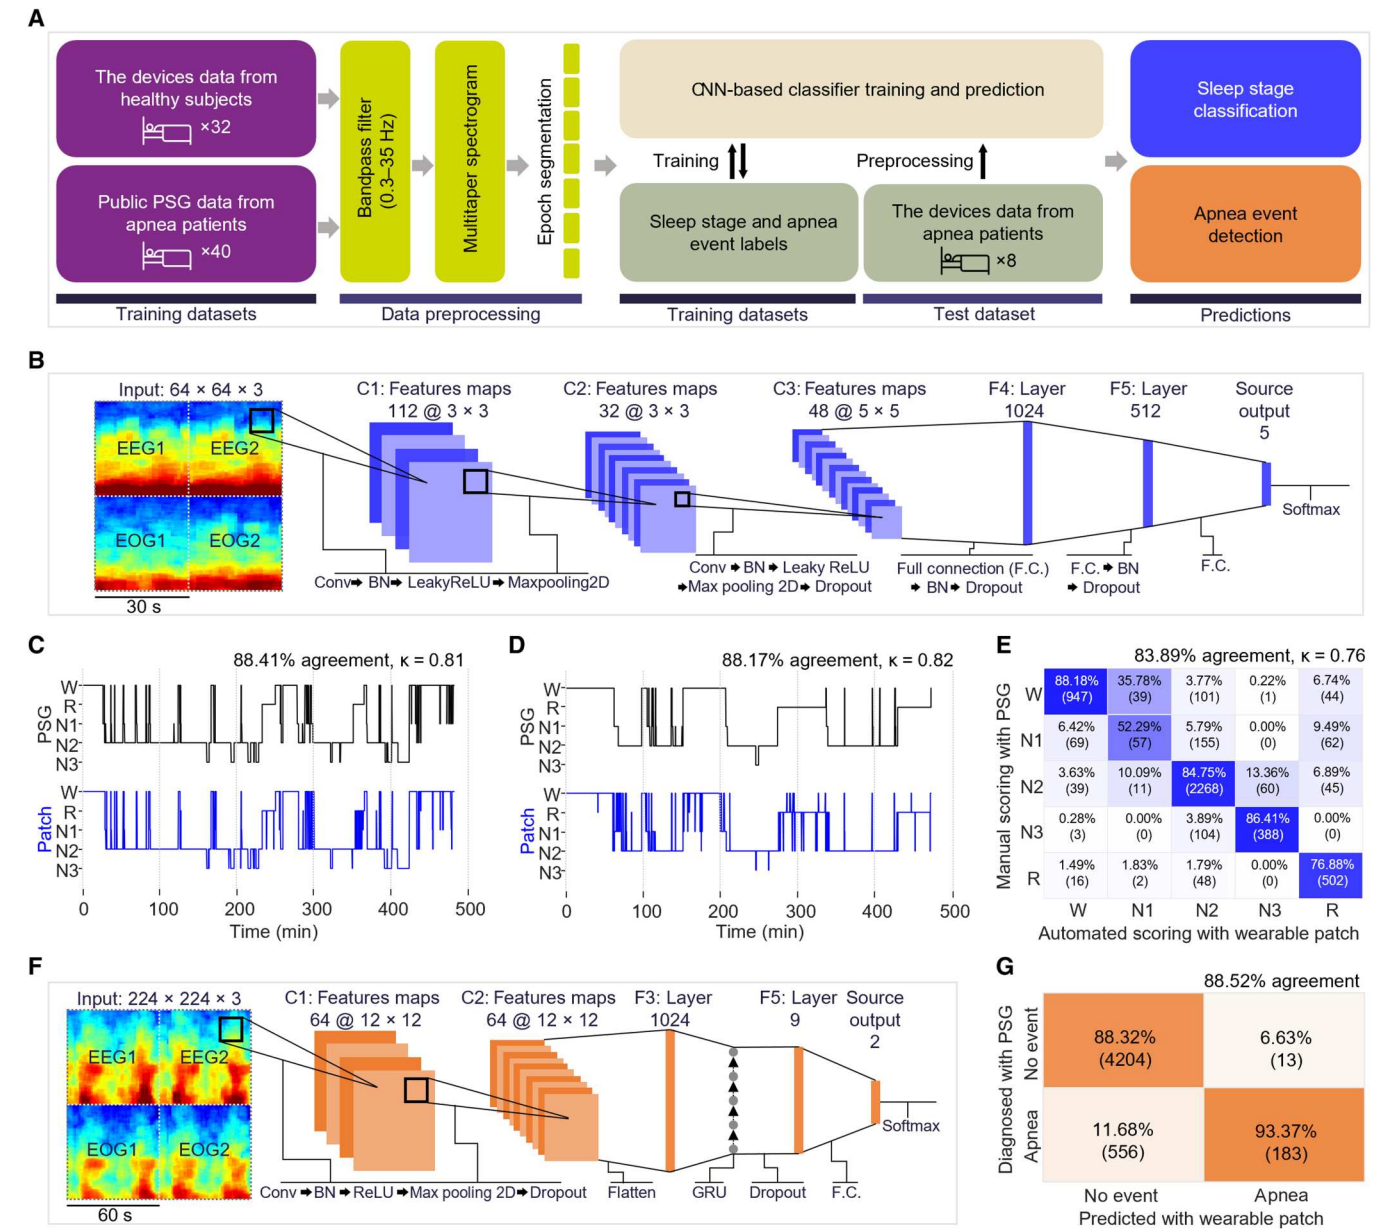 A
The devices data from
healthy subjects
×32
Public PSG data from
apnea patients
×40
Bandpass filter
(0.3–35 Hz)
Multitaper spectrogram
Epoch segmentation
CNN-based classifier training and prediction
Training
Preprocessing
Sleep stage and apnea
event labels
The devices data from
apnea patients
×8
Sleep stage
classification
Apnea event
detection
Training datasets
Data preprocessing
Training datasets
Test dataset
Predictions
B
Input: 64 × 64 × 3
EEG1
EEG2
EOG1
EOG2
30 s
C1: Features maps
112 @ 3 × 3
C2: Features maps
32 @ 3 × 3
C3: Features maps
48 @ 5 × 5
F4: Layer
1024
F5: Layer
512
Source
output
5
Softmax
Conv BN LeakyReLU Maxpooling2D
Conv BN Leaky ReLU
Max pooling 2D Dropout
Full connection (F.C.)
BN Dropout
F.C. BN
Dropout
F.C.
C
88.41% agreement, κ = 0.81
PSG
W
R
N1
N2
N3
Patch
W
R
N1
N2
N3
0 100 200 300 400 500
Time (min)
D
88.17% agreement, κ = 0.82
PSG
W
R
N1
N2
N3
Patch
W
R
N1
N2
N3
0 100 200 300 400 500
Time (min)
E
83.89% agreement, κ = 0.76
Manual scoring with PSG
W
88.18% 35.78% 3.77% 0.22% 6.74%
(947) (39) (101) (1) (44)
N1
6.42% 52.29% 5.79% 0.00% 9.49%
(69) (57) (155) (0) (62)
N2
3.63% 10.09% 84.75% 13.36% 6.89%
(39) (11) (2268) (60) (45)
N3
0.28% 0.00% 3.89% 86.41% 0.00%
(3) (0) (104) (388) (0)
R
1.49% 1.83% 1.79% 0.00% 76.88%
(16) (2) (48) (0) (502)
W N1 N2 N3 R
Automated scoring with wearable patch
F
Input: 224 × 224 × 3
EEG1
EEG2
EOG1
EOG2
60 s
C1: Features maps
64 @ 12 × 12
C2: Features maps
64 @ 12 × 12
F3: Layer
1024
F5: Layer
9
Source
output
2
Softmax
Conv BN ReLU Max pooling 2D Dropout
Flatten
GRU
Dropout
F.C.
G
88.52% agreement
Diagnosed with PSG
No event
88.32% 6.63%
(4204) (13)
Apnea
11.68% 93.37%
(556) (183)
No event Apnea
Predicted with wearable patch